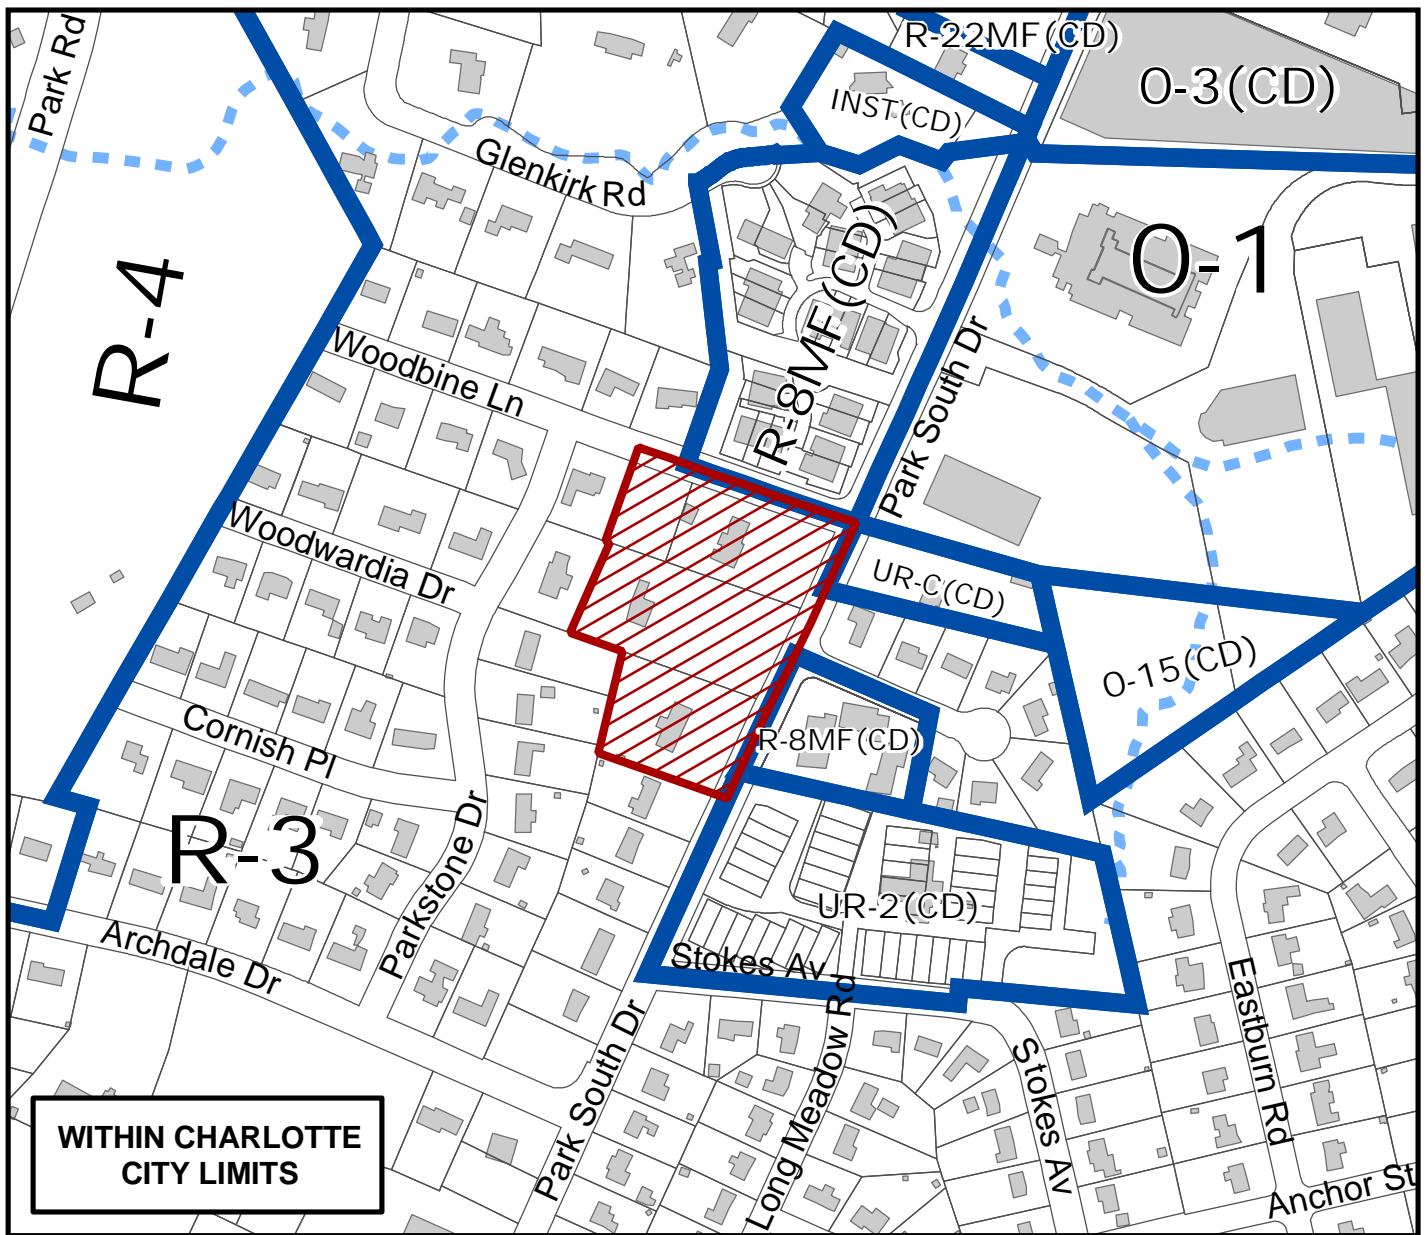 Park Rd
R-22MF(CD)
O-3(CD)
INST(CD)
Glenkirk Rd
R-4
R-8MF(CD)
O-1
Park South Dr
Woodbine Ln
Woodwardia Dr
UR-C(CD)
O-15(CD)
Cornish Pl
R-8MF(CD)
R-3
Parkstone Dr
UR-2(CD)
Archdale Dr
Stokes Av
Long Meadow Rd
Park South Dr
Stokes Av
Eastburn Rd
Anchor St
WITHIN CHARLOTTE
CITY LIMITS